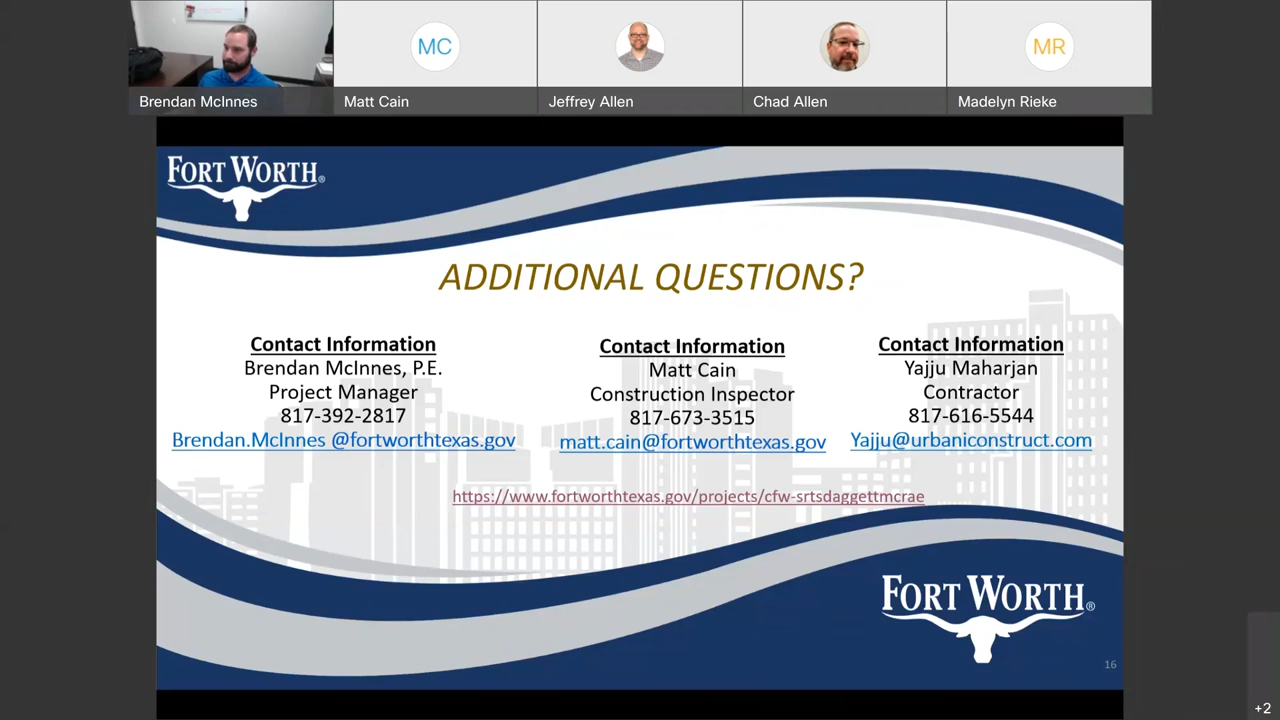 Brendan McInnes
MC
Matt Cain
Jeffrey Allen
Chad Allen
MR
Madelyn Rieke
FORT WORTH®
ADDITIONAL QUESTIONS?
Contact Information
Brendan McInnes, P.E.
Project Manager
817-392-2817
Brendan.McInnes @fortworthtexas.gov
Contact Information
Matt Cain
Construction Inspector
817-673-3515
matt.cain@fortworthtexas.gov
Contact Information
Yajju Maharjan
Contractor
817-616-5544
Yajju@urbaniconstruct.com
https://www.fortworthtexas.gov/projects/cfw-srtsdaggettmcrae
FORT WORTH®
16
+2